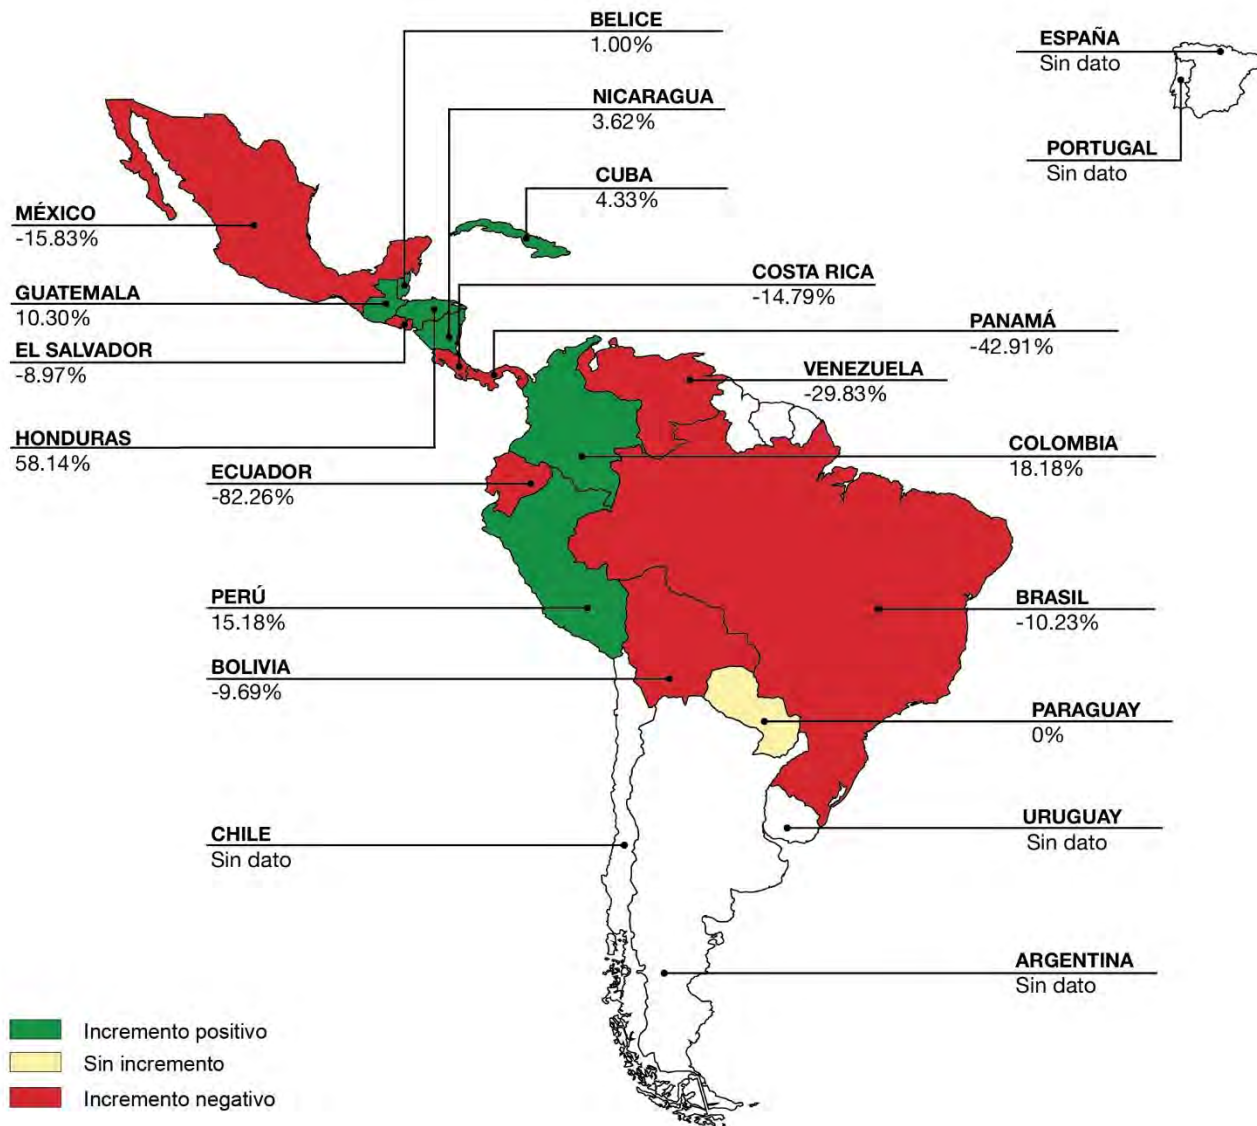 BELICE
1.00%
ESPAÑA
Sin dato
NICARAGUA
3.62%
PORTUGAL
Sin dato
CUBA
4.33%
MÉXICO
-15.83%
COSTA RICA
-14.79%
GUATEMALA
10.30%
PANAMÁ
-42.91%
EL SALVADOR
-8.97%
VENEZUELA
-29.83%
HONDURAS
58.14%
COLOMBIA
18.18%
ECUADOR
-82.26%
PERÚ
15.18%
BRASIL
-10.23%
BOLIVIA
-9.69%
PARAGUAY
0%
URUGUAY
Sin dato
CHILE
Sin dato
ARGENTINA
Sin dato
Incremento positivo
Sin incremento
Incremento negativo